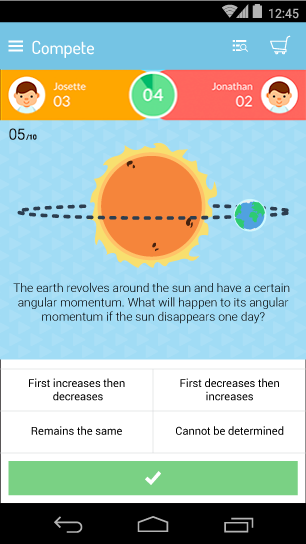 12:45
Compete
Josette
03
04
Jonathan
02
05/10
The earth revolves around the sun and have a certain
angular momentum. What will happen to its angular
momentum if the sun disappears one day?
First increases then
decreases
First decreases then
increases
Remains the same
Cannot be determined